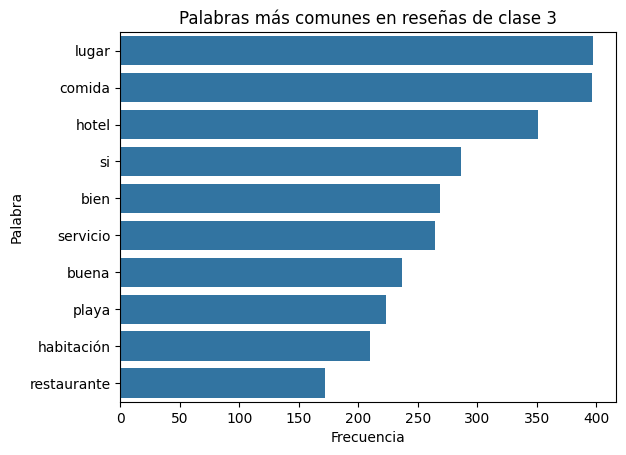 Palabras más comunes en reseñas de clase 3
Palabra
lugar
comida
hotel
si
bien
servicio
buena
playa
habitación
restaurante
0 50 100 150 200 250 300 350 400
Frecuencia